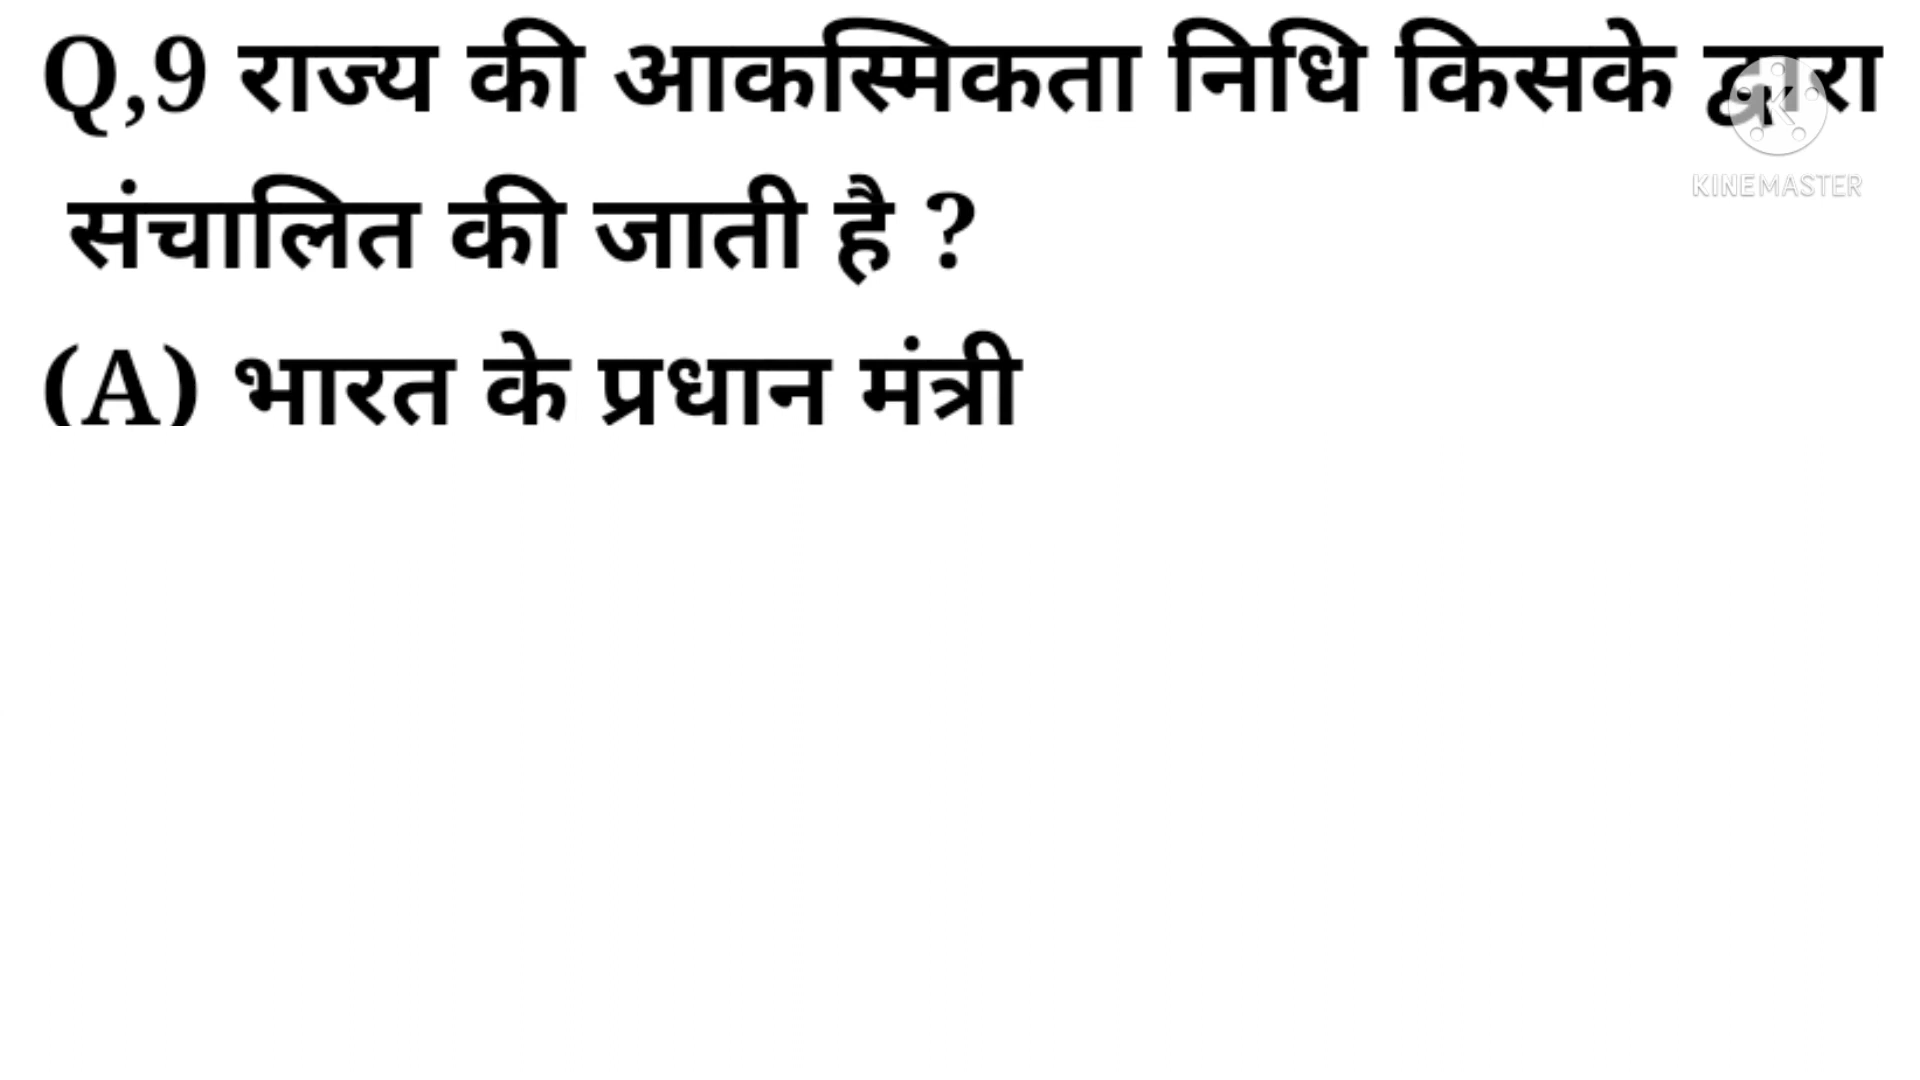 Q,9 राज्य की आकस्मिकता निधि किसके द्वारा
संचालित की जाती है ?
(A) भारत के प्रधान मंत्री
KINEMASTER